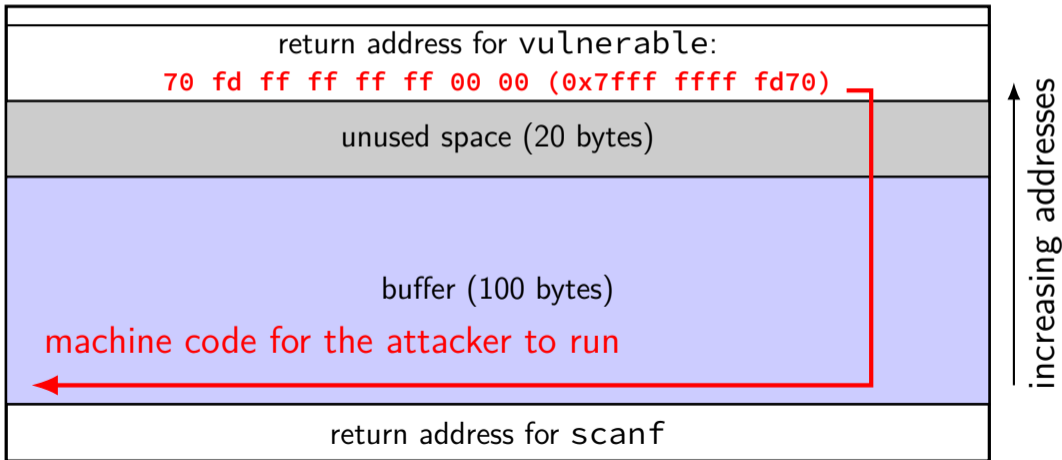 return address for vulnerable:
70 fd ff ff ff ff 00 00 (0x7fff ffff fd70)
unused space (20 bytes)
buffer (100 bytes)
machine code for the attacker to run
return address for scanf
increasing addresses